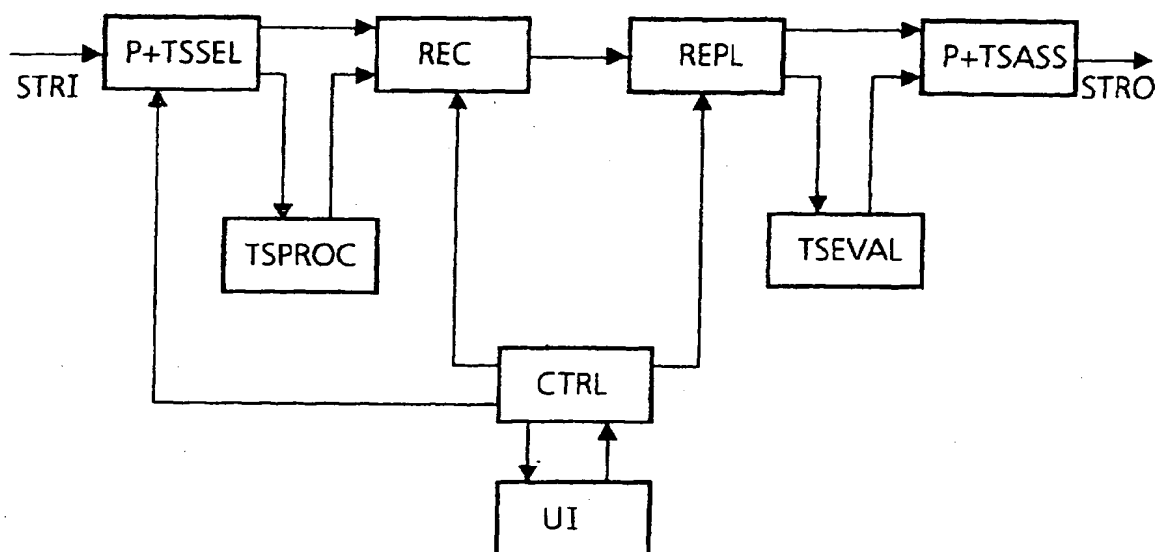 P+TSSEL
REC
REPL
P+TSASS
STRI
STRO
TSPROC
TSEVAL
CTRL
UI